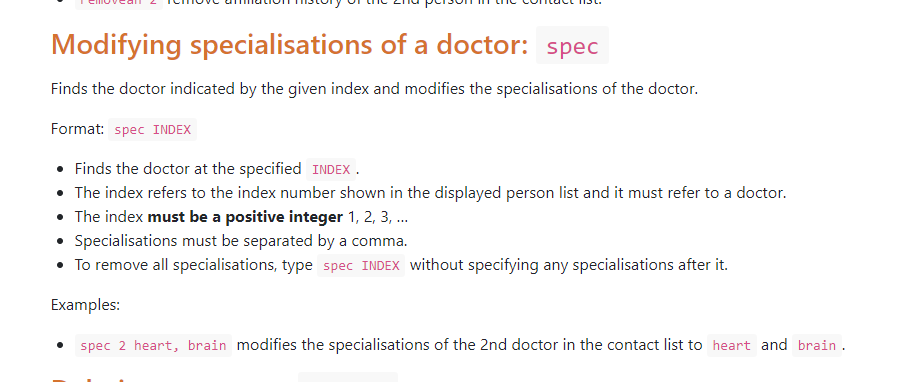 removeah 2 remove affiliation history of the 2nd person in the contact list.
Modifying specialisations of a doctor: spec
Finds the doctor indicated by the given index and modifies the specialisations of the doctor.
Format: spec INDEX
Finds the doctor at the specified INDEX.
The index refers to the index number shown in the displayed person list and it must refer to a doctor.
The index must be a positive integer 1, 2, 3, …
Specialisations must be separated by a comma.
To remove all specialisations, type spec INDEX without specifying any specialisations after it.
Examples:
spec 2 heart, brain modifies the specialisations of the 2nd doctor in the contact list to heart and brain.